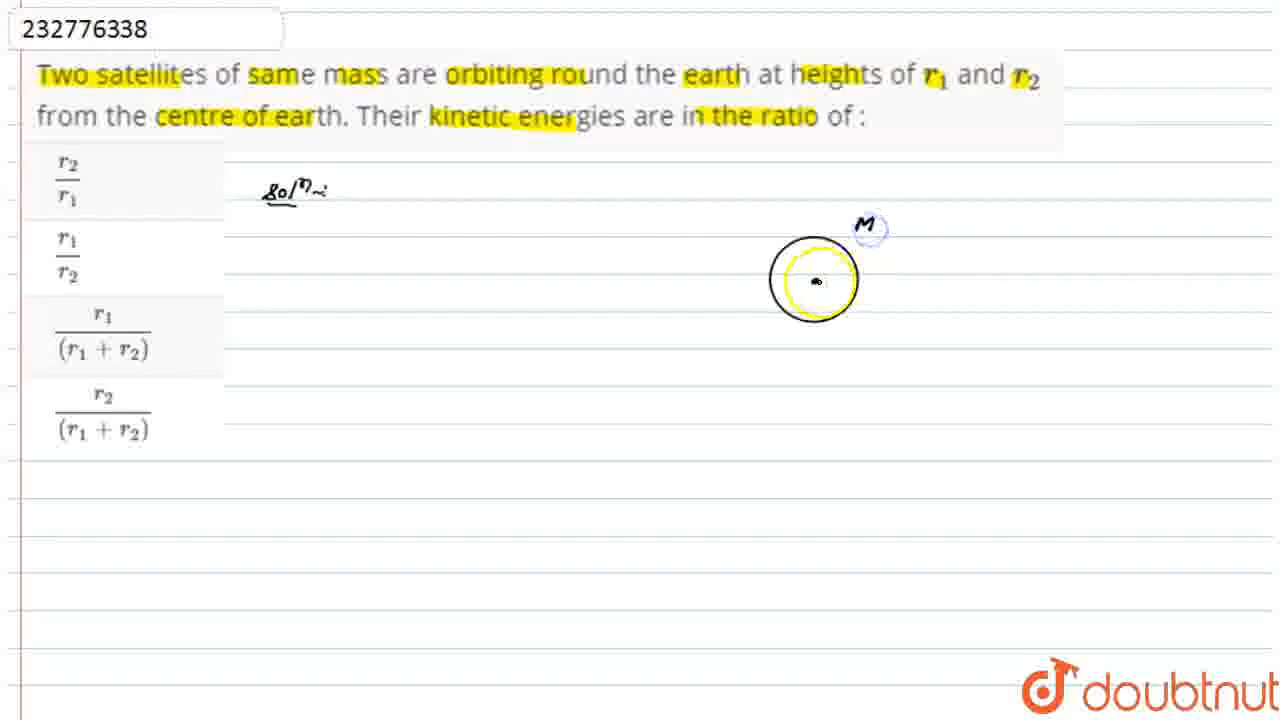 232776338
Two satellites of same mass are orbiting round the earth at heights of r₁ and r₂
from the centre of earth. Their kinetic energies are in the ratio of :
r₂
r₁
r₁
r₂
r₁
(r₁ + r₂)
r₂
(r₁ + r₂)
Solⁿ:
M
doubtnut